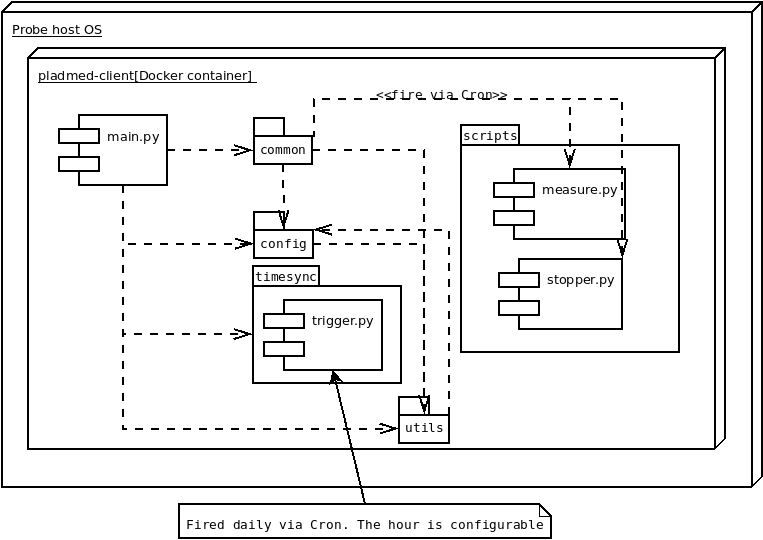 Probe host OS
pladmed-client[Docker container]
<<fire via Cron>>
main.py
common
scripts
measure.py
config
timesync
stopper.py
trigger.py
utils
Fired daily via Cron. The hour is configurable